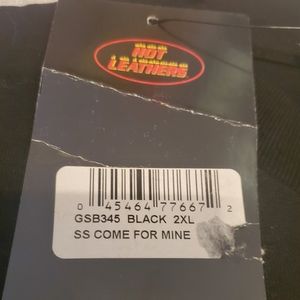 HOT
LEATHERS
0 45464 77667 2
GSB345 BLACK 2XL
SS COME FOR MINE